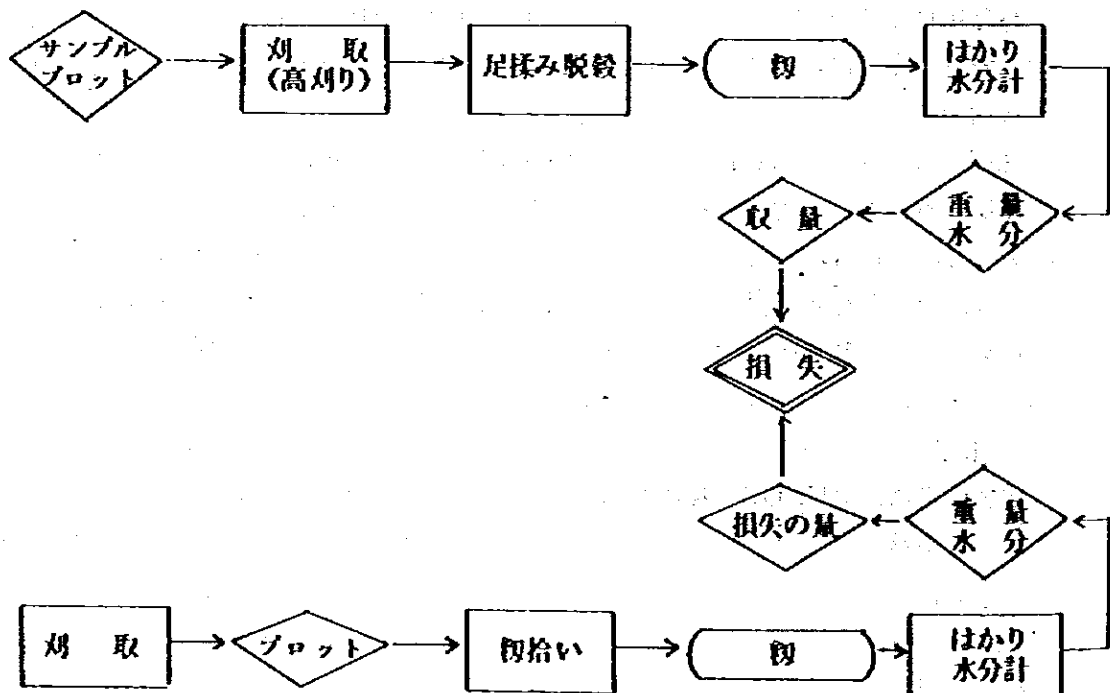 サンプル
プロット
刈 取
(高刈り)
足揉み脱穀
籾
はかり
水分計
収 量
重 量
水 分
損 失
損失の量
重 量
水 分
刈 取
プロット
籾拾い
籾
はかり
水分計